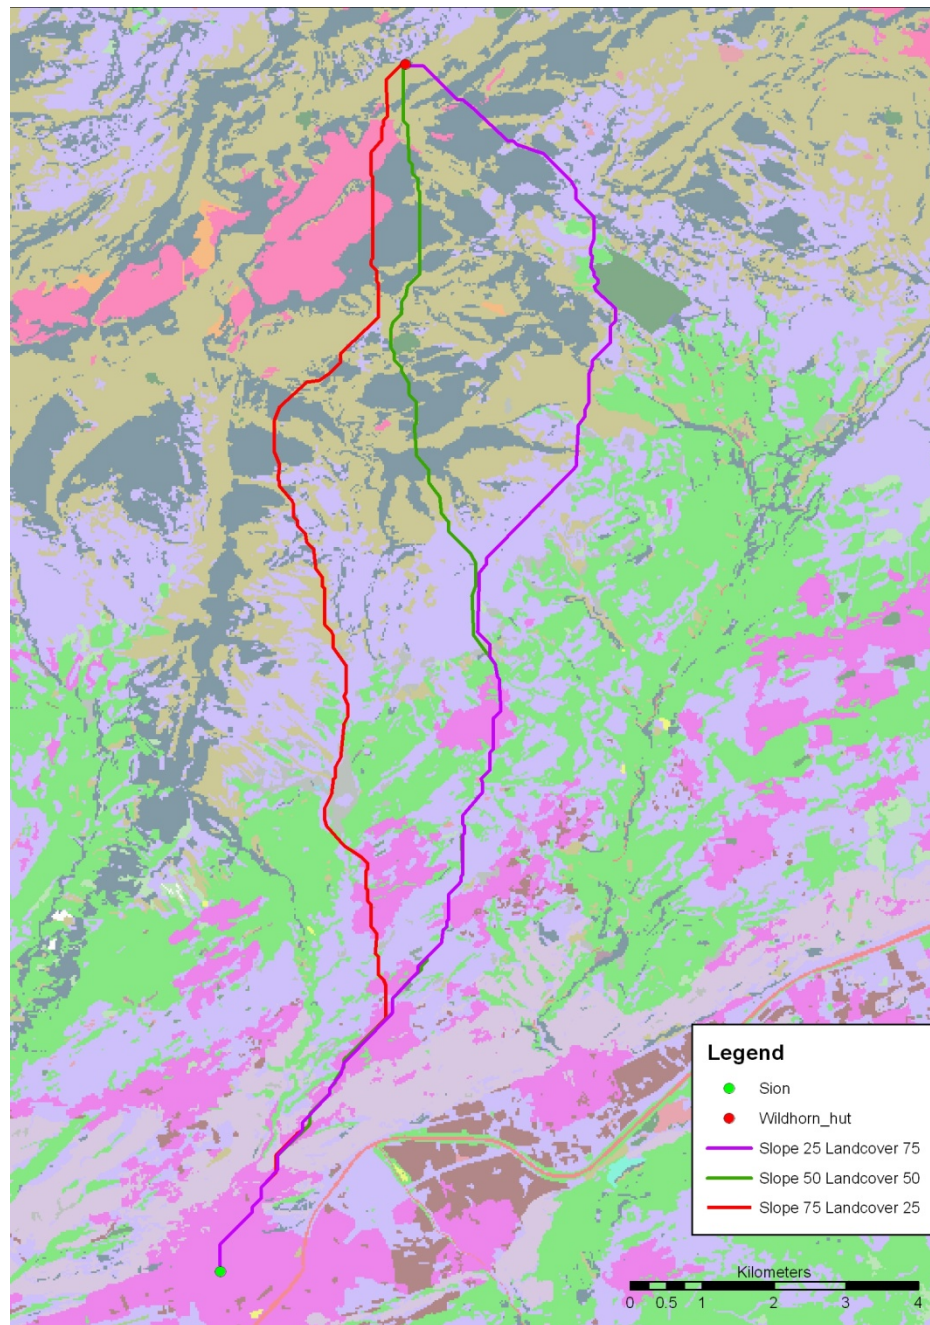 Legend
Sion
Wildhorn_hut
Slope 25 Landcover 75
Slope 50 Landcover 50
Slope 75 Landcover 25
Kilometers
0 0.5 1 2 3 4